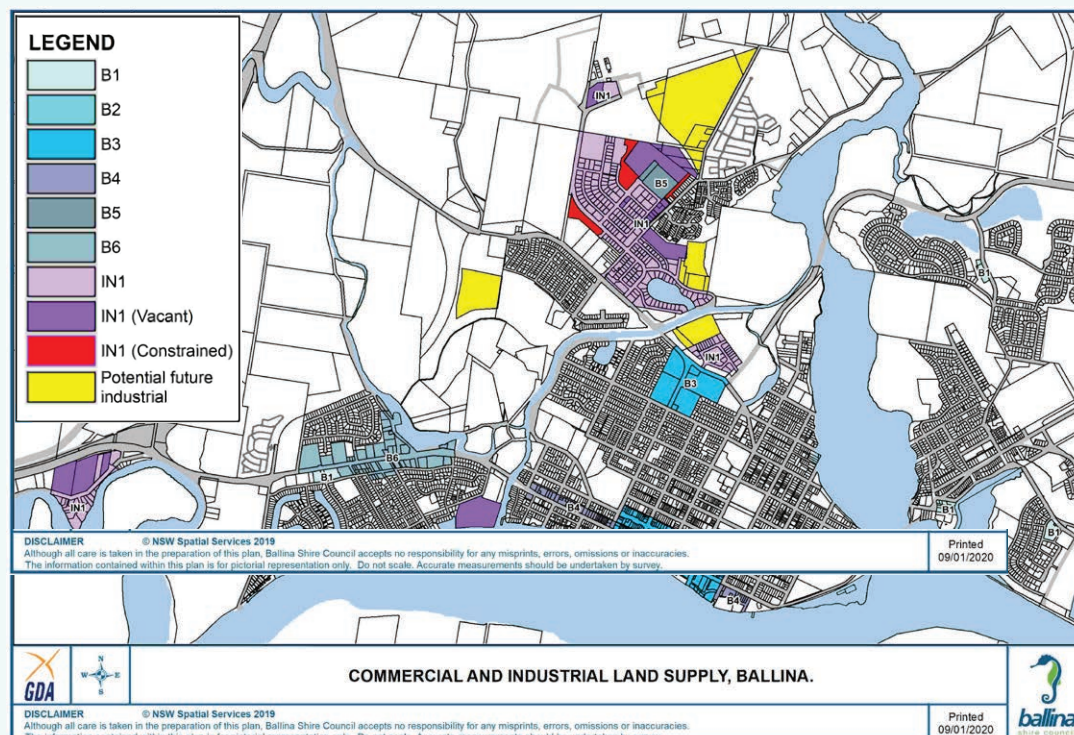 LEGEND
B1
B2
B3
B4
B5
B6
IN1
IN1 (Vacant)
IN1 (Constrained)
Potential future
industrial
IN1
B5
IN1
B1
IN1
B3
B6
B1
IN1
B4
B1
B1
DISCLAIMER © NSW Spatial Services 2019
Although all care is taken in the preparation of this plan, Ballina Shire Council accepts no responsibility for any misprints, errors, omissions or inaccuracies.
The information contained within this plan is for pictorial representation only. Do not scale. Accurate measurements should be undertaken by survey.
Printed
09/01/2020
B4
GDA
N
W E
S
COMMERCIAL AND INDUSTRIAL LAND SUPPLY, BALLINA.
ballina
shire council
DISCLAIMER © NSW Spatial Services 2019
Although all care is taken in the preparation of this plan, Ballina Shire Council accepts no responsibility for any misprints, errors, omissions or inaccuracies.
Printed
09/01/2020